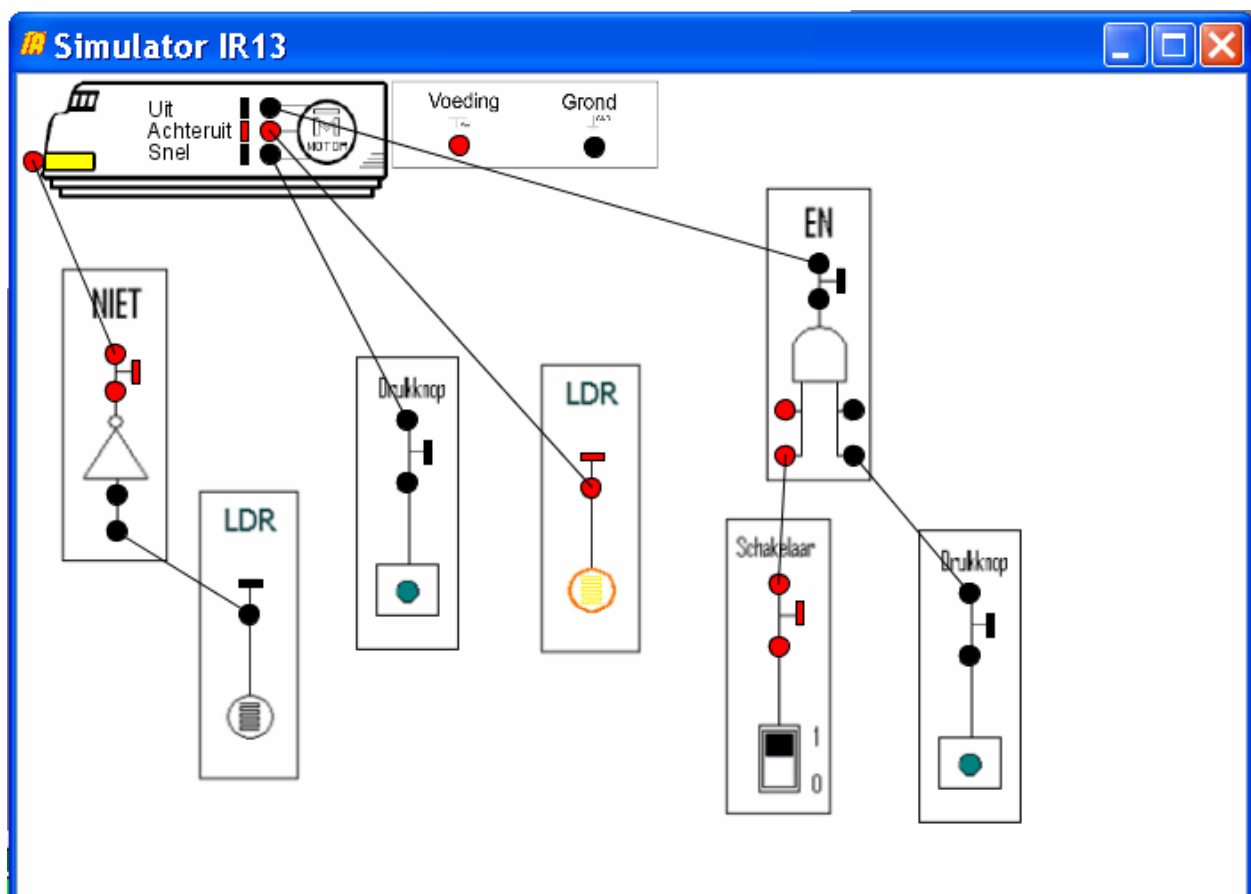 Simulator IR13
Uit
Achteruit
Snel
MOTOR
Voeding
Grond
EN
NIET
Drukknop
LDR
LDR
Schakelaar
1
0
Drukknop